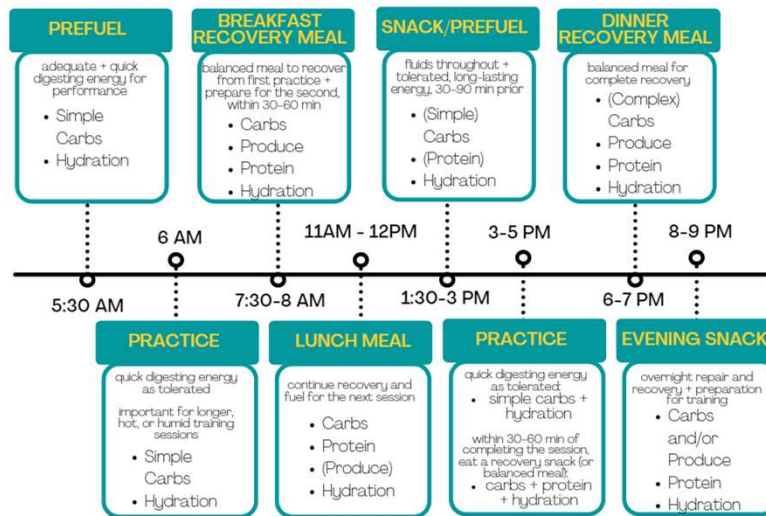 PREFUEL
adequate + quick
digesting energy for
performance
• Simple
Carbs
• Hydration
BREAKFAST
RECOVERY MEAL
balanced meal to recover
from first practice +
prepare for the second,
within 30-60 min
• Carbs
• Produce
• Protein
• Hydration
SNACK/PREFUEL
fluids throughout +
tolerated, long-lasting
energy, 30-90 min prior
• (Simple)
Carbs
• (Protein)
• Hydration
DINNER
RECOVERY MEAL
balanced meal for
complete recovery
• (Complex)
Carbs
• Produce
• Protein
• Hydration
6 AM
11AM - 12PM
3-5 PM
8-9 PM
5:30 AM
7:30-8 AM
1:30-3 PM
6-7 PM
PRACTICE
quick digesting energy
as tolerated
important for longer,
hot, or humid training
sessions
• Simple
Carbs
• Hydration
LUNCH MEAL
continue recovery and
fuel for the next session
• Carbs
• Protein
• (Produce)
• Hydration
PRACTICE
quick digesting energy
as tolerated:
• simple carbs +
hydration
within 30-60 min of
completing the session,
eat a recovery snack (or
balanced meal):
• carbs + protein
+ hydration
EVENING SNACK
overnight repair and
recovery + preparation
for training
• Carbs
and/or
Produce
• Protein
• Hydration